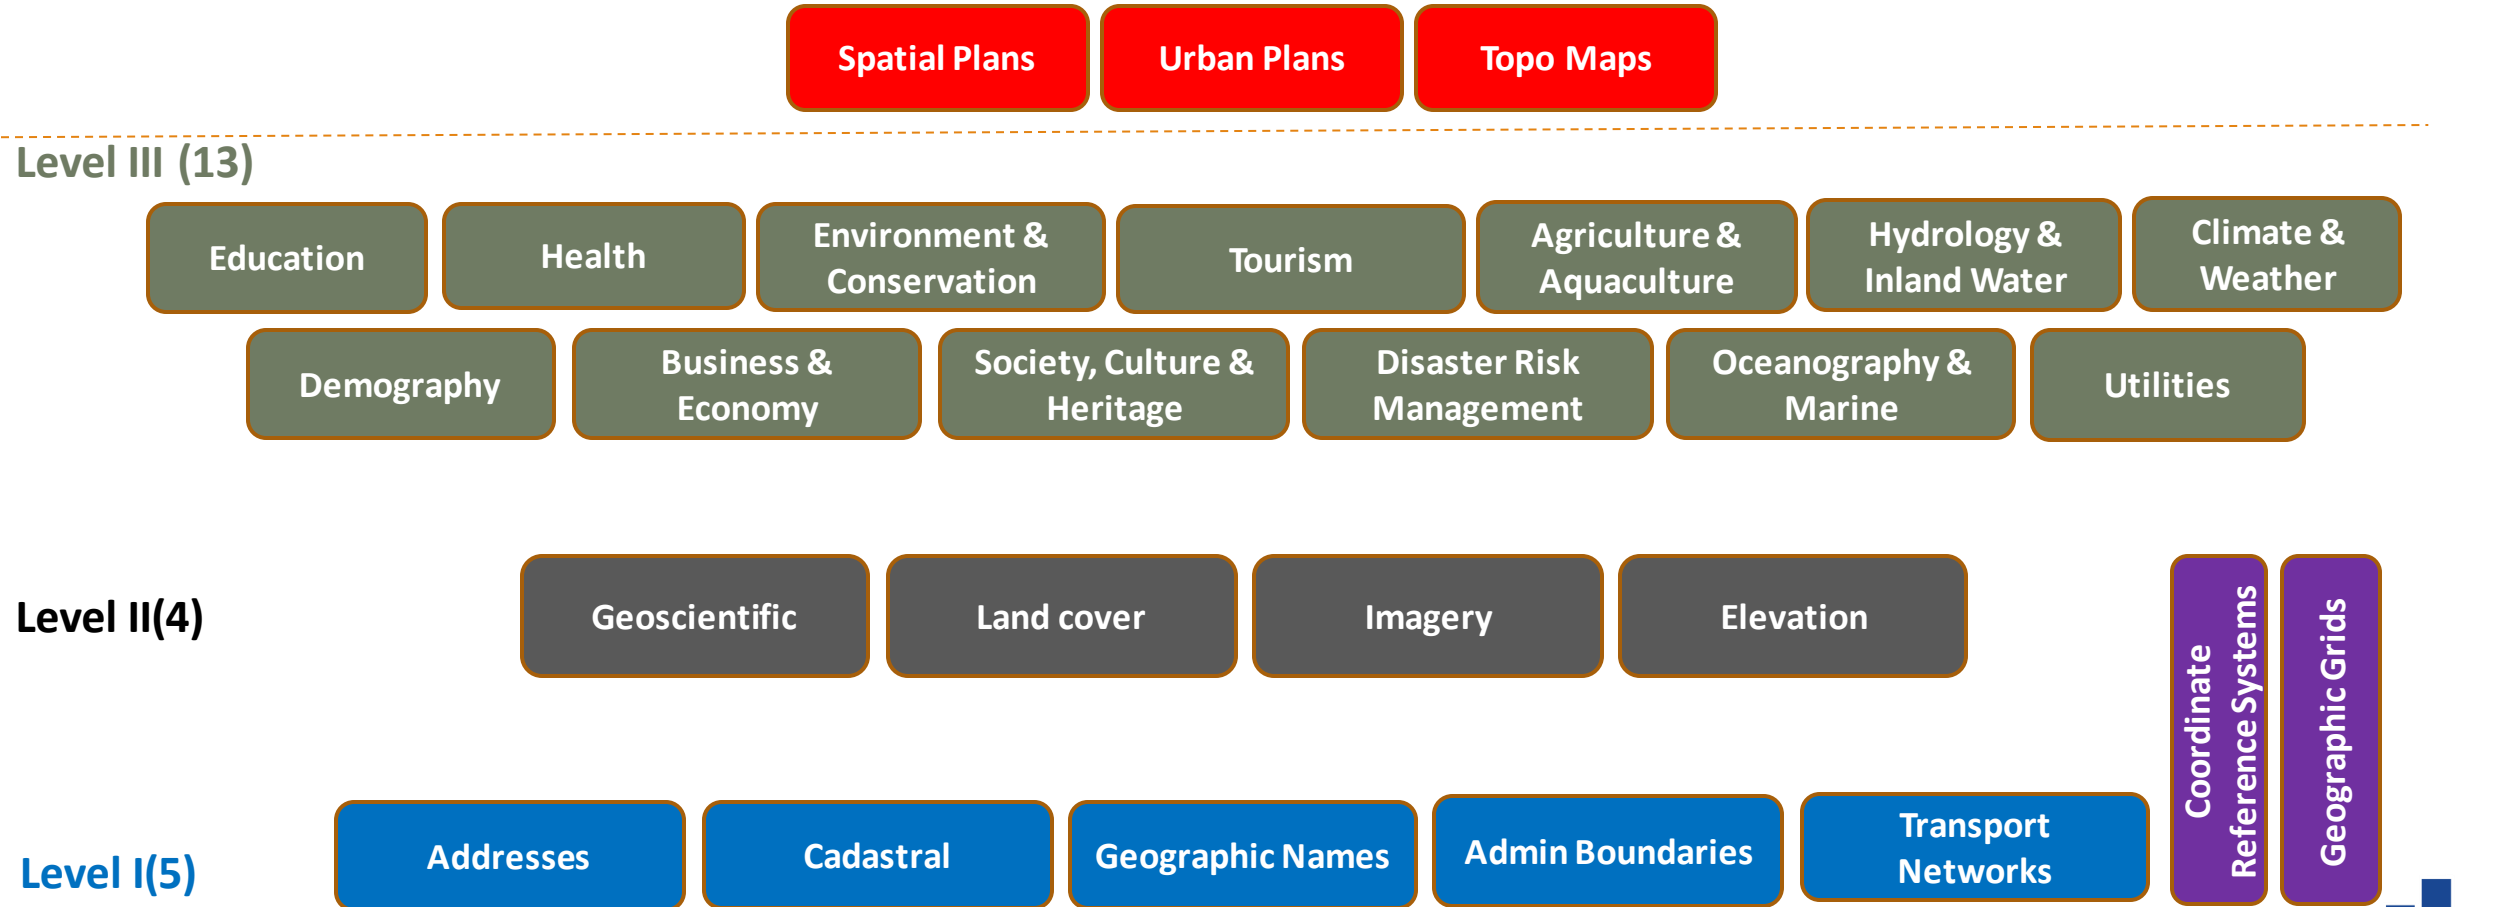 Spatial Plans
Urban Plans
Topo Maps
Level III (13)
Education
Health
Environment &
Conservation
Tourism
Agriculture &
Aquaculture
Hydrology &
Inland Water
Climate &
Weather
Demography
Business &
Economy
Society, Culture &
Heritage
Disaster Risk
Management
Oceanography &
Marine
Utilities
Level II(4)
Geoscientific
Land cover
Imagery
Elevation
Coordinate
Reference Systems
Geographic Grids
Level I(5)
Addresses
Cadastral
Geographic Names
Admin Boundaries
Transport
Networks